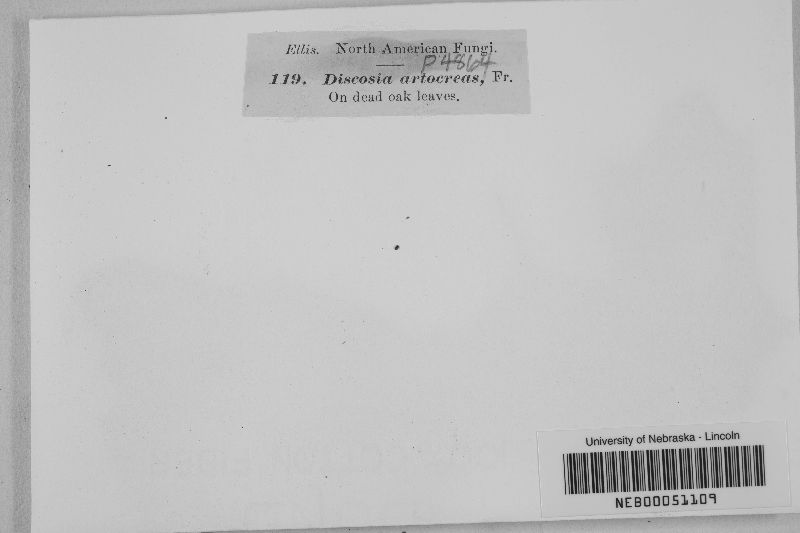 Ellis. North American Fungi.
P4864
119. Discosia artocreas, Fr.
On dead oak leaves.
University of Nebraska - Lincoln
NEB00051109